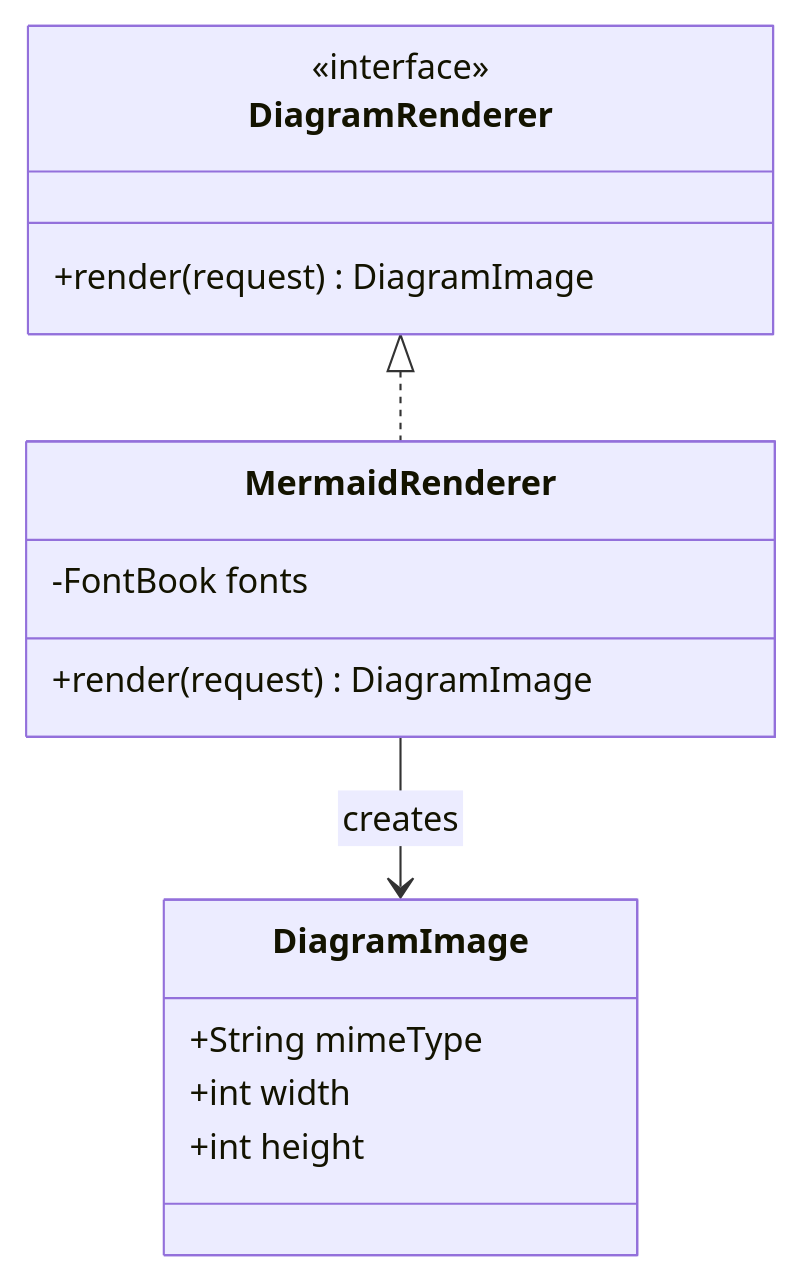 «interface»
DiagramRenderer
+render(request) : DiagramImage
MermaidRenderer
-FontBook fonts
+render(request) : DiagramImage
creates
DiagramImage
+String mimeType
+int width
+int height